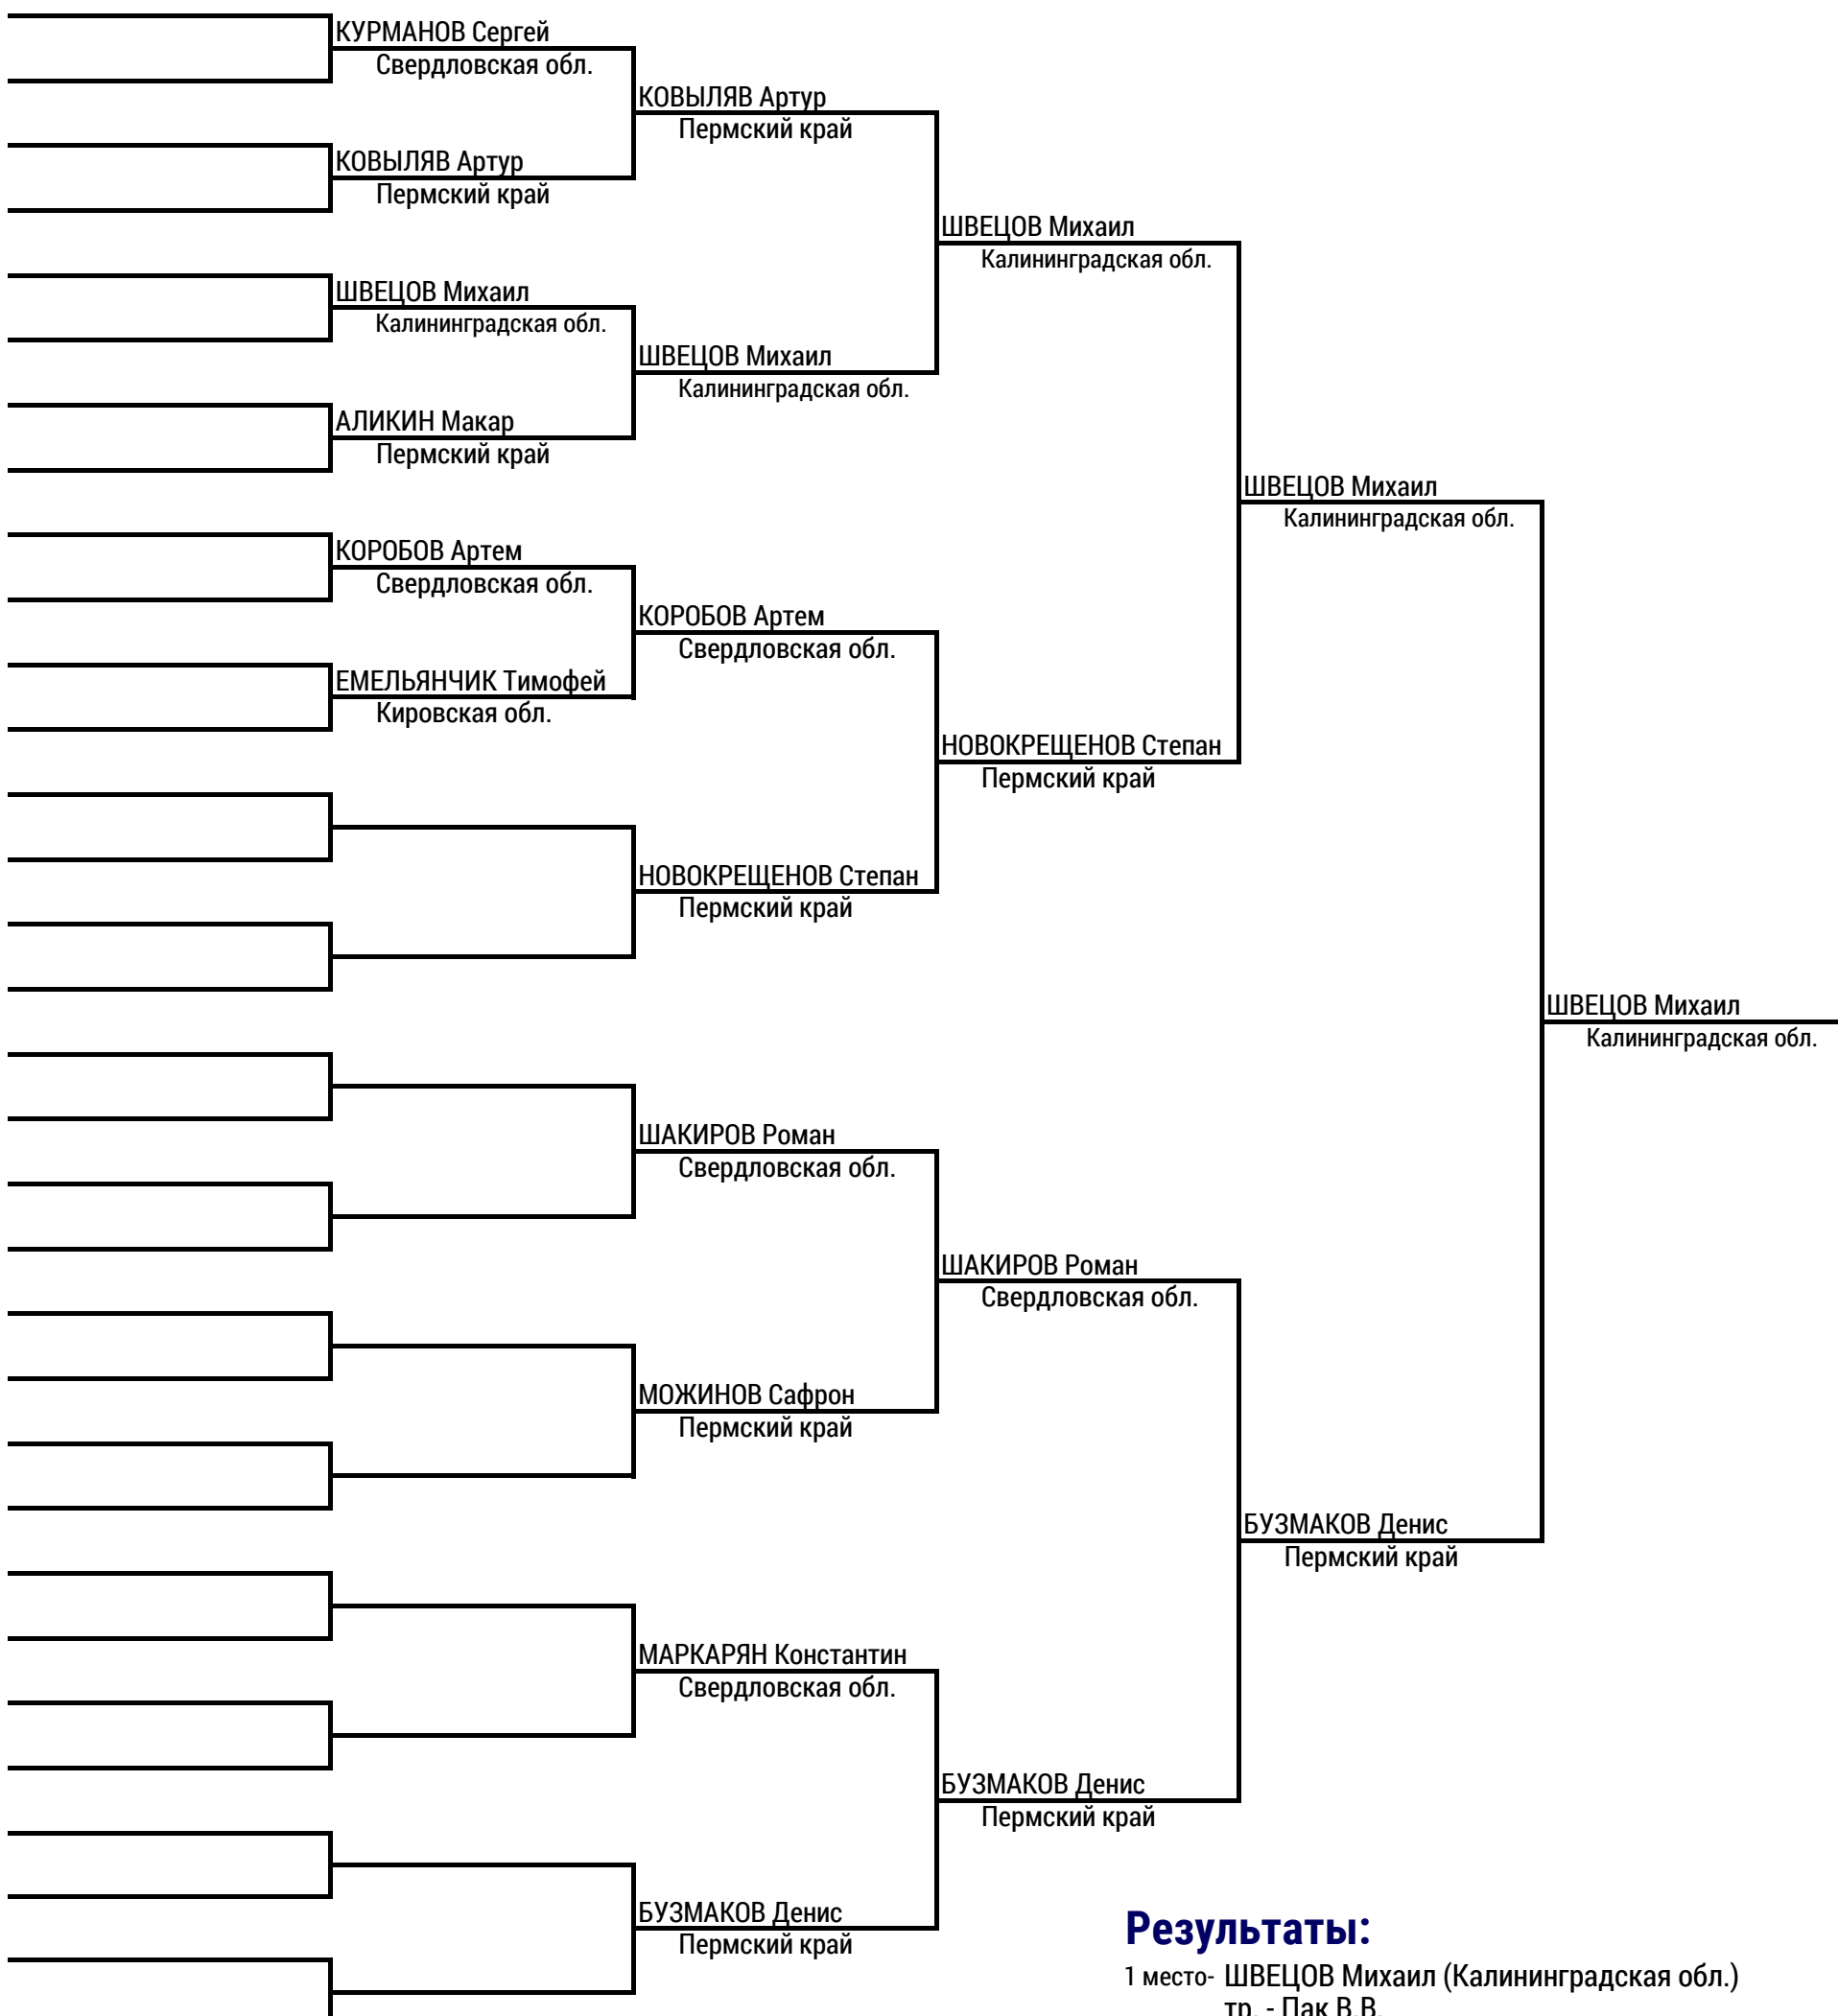 КУРМАНОВ Сергей
Свердловская обл.
КОВЫЛЯВ Артур
Пермский край
КОВЫЛЯВ Артур
Пермский край
ШВЕЦОВ Михаил
Калининградская обл.
ШВЕЦОВ Михаил
Калининградская обл.
ШВЕЦОВ Михаил
Калининградская обл.
АЛИКИН Макар
Пермский край
ШВЕЦОВ Михаил
Калининградская обл.
КОРОБОВ Артем
Свердловская обл.
КОРОБОВ Артем
Свердловская обл.
ЕМЕЛЬЯНЧИК Тимофей
Кировская обл.
НОВОКРЕЩЕНОВ Степан
Пермский край
НОВОКРЕЩЕНОВ Степан
Пермский край
ШВЕЦОВ Михаил
Калининградская обл.
ШАКИРОВ Роман
Свердловская обл.
ШАКИРОВ Роман
Свердловская обл.
МОЖИНОВ Сафрон
Пермский край
БУЗМАКОВ Денис
Пермский край
МАРКАРЯН Константин
Свердловская обл.
БУЗМАКОВ Денис
Пермский край
БУЗМАКОВ Денис
Пермский край
Результаты:
1 место- ШВЕЦОВ Михаил (Калининградская обл.)
тр. - Пак В.В.